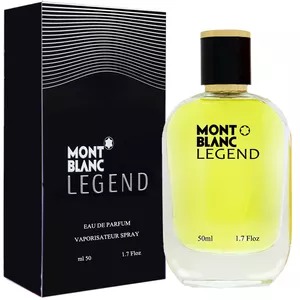 MONT
BLANC
LEGEND
EAU DE PARFUM
VAPORISATEUR SPRAY
ml 50 1.7 Floz
MONT
BLANC
LEGEND
50ml 1.7 Floz